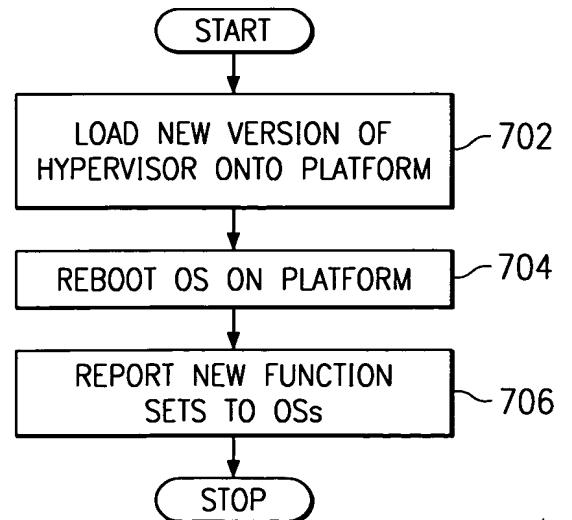 START
LOAD NEW VERSION OF
HYPERVISOR ONTO PLATFORM
702
REBOOT OS ON PLATFORM
704
REPORT NEW FUNCTION
SETS TO OSs
706
STOP